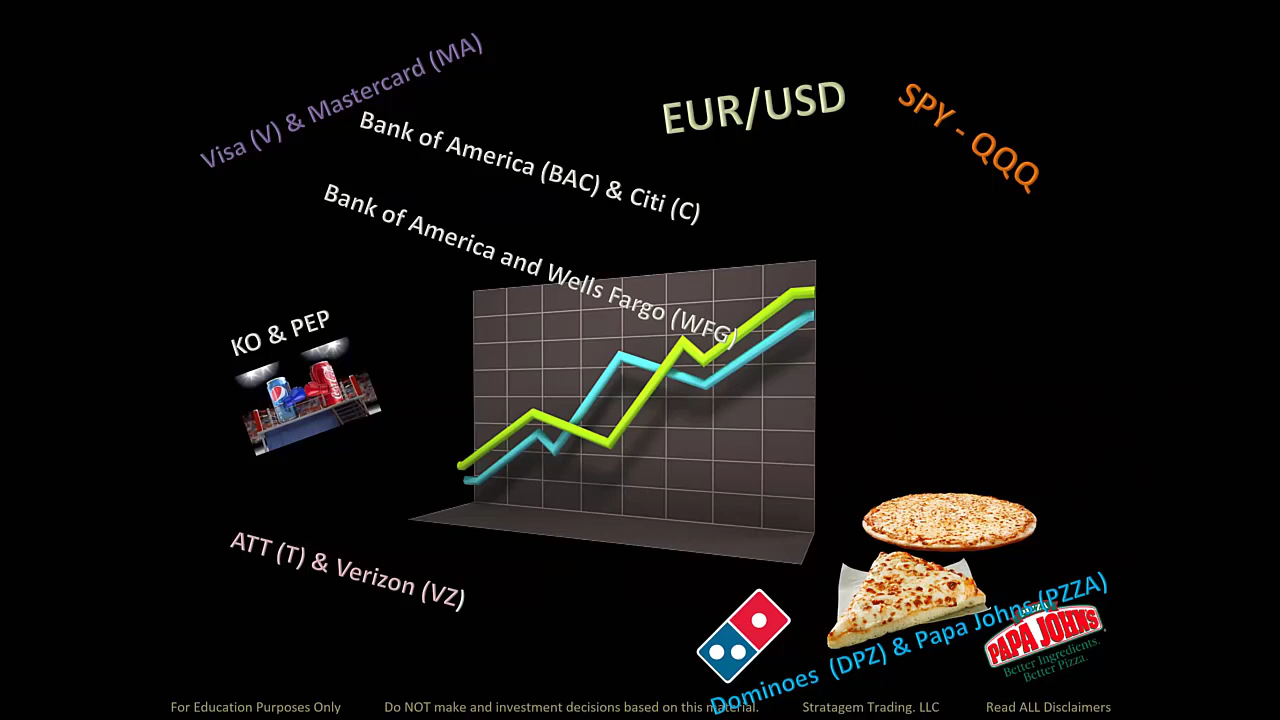 Visa (V) & Mastercard (MA)
EUR/USD
SPY - QQQ
Bank of America (BAC) & Citi (C)
Bank of America and Wells Fargo (WFG)
KO & PEP
ATT (T) & Verizon (VZ)
Dominoes (DPZ) & Papa Johns (PZZA)
PAPA JOHNS
Better Ingredients.
Better Pizza.
For Education Purposes Only Do NOT make and investment decisions based on this material. Stratagem Trading. LLC Read ALL Disclaimers